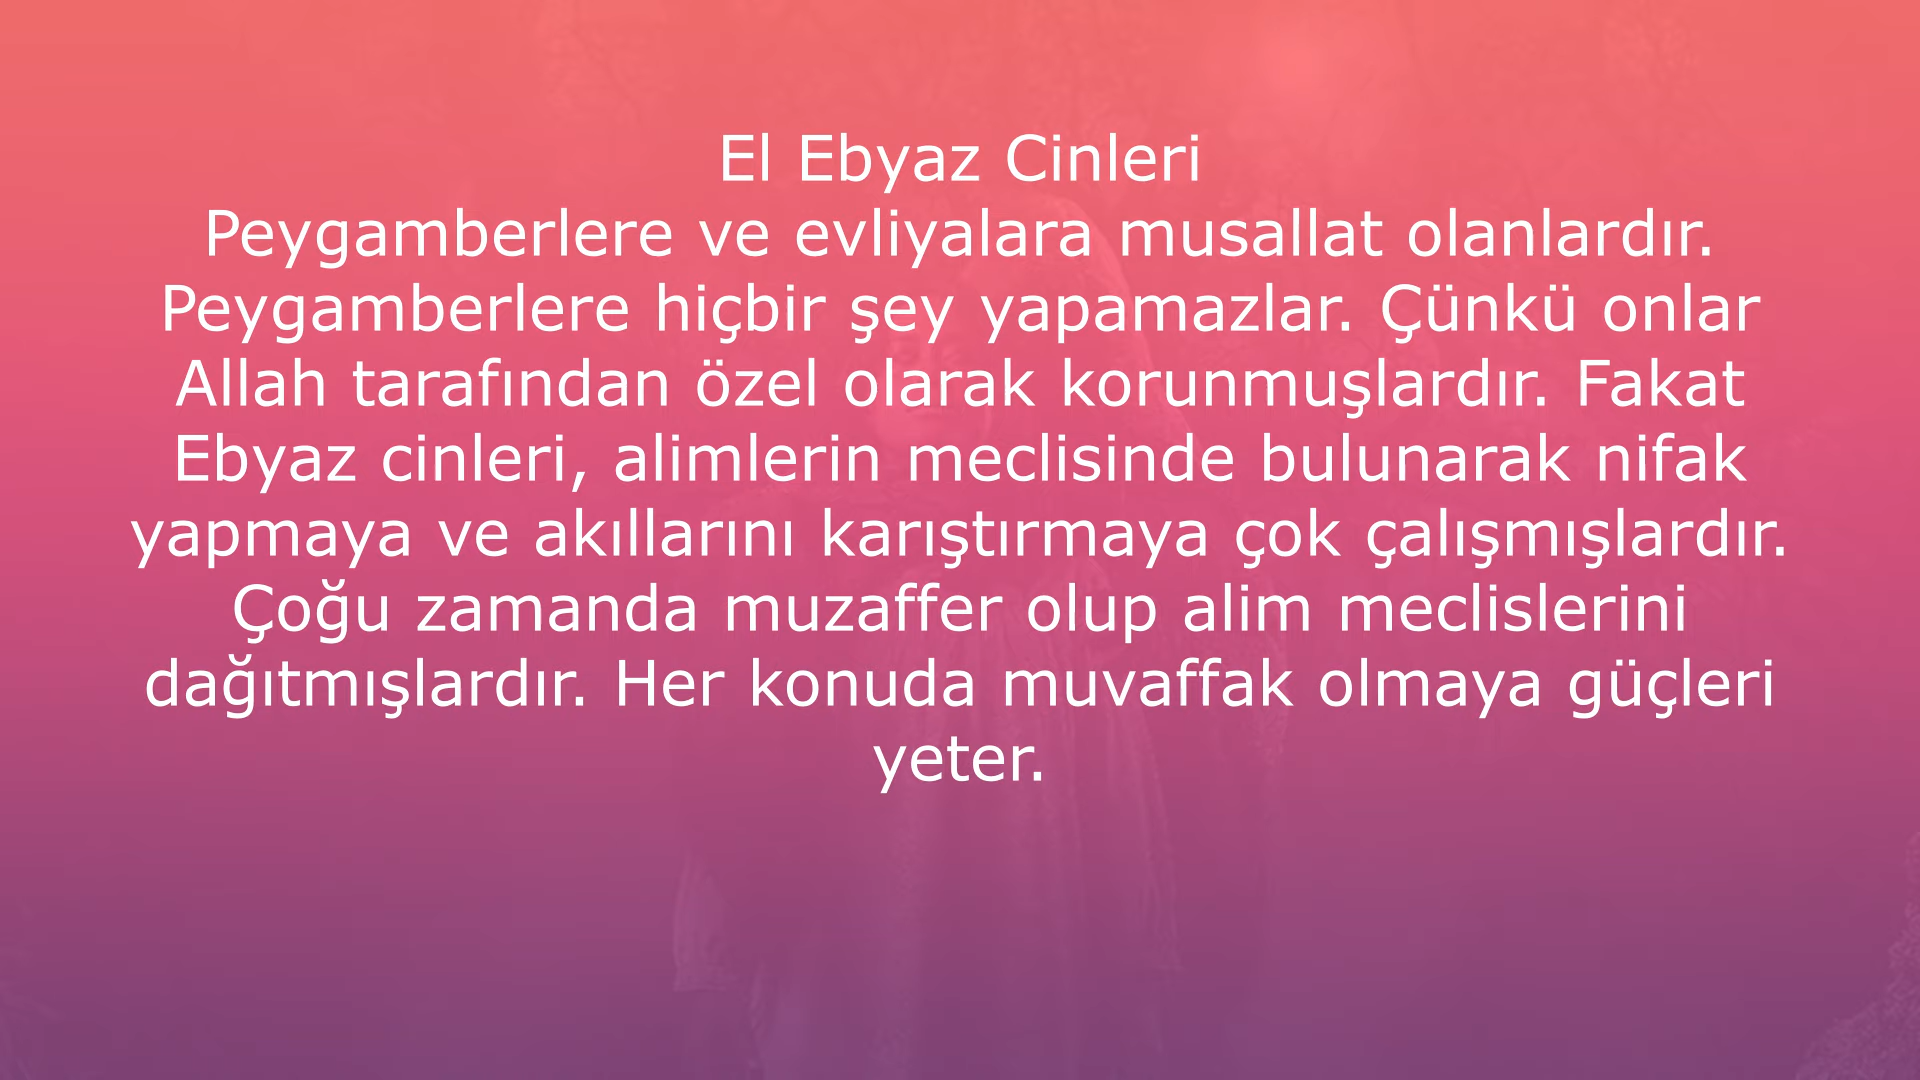 El Ebyaz Cinleri
Peygamberlere ve evliyalara musallat olanlardır.
Peygamberlere hiçbir şey yapamazlar. Çünkü onlar
Allah tarafından özel olarak korunmuşlardır. Fakat
Ebyaz cinleri, alimlerin meclisinde bulunarak nifak
yapmaya ve akıllarını karıştırmaya çok çalışmışlardır.
Çoğu zamanda muzaffer olup alim meclislerini
dağıtmışlardır. Her konuda muvaffak olmaya güçleri
yeter.